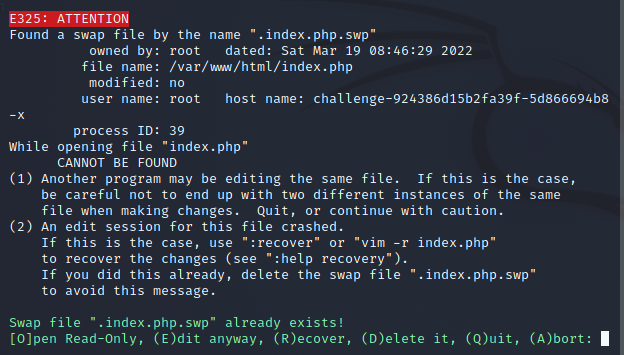 E325: ATTENTION
Found a swap file by the name ".index.php.swp"
owned by: root   dated: Sat Mar 19 08:46:29 2022
file name: /var/www/html/index.php
modified: no
user name: root   host name: challenge-924386d15b2fa39f-5d866694b8
-x
process ID: 39
While opening file "index.php"
CANNOT BE FOUND
(1) Another program may be editing the same file.  If this is the case,
be careful not to end up with two different instances of the same
file when making changes.  Quit, or continue with caution.
(2) An edit session for this file crashed.
If this is the case, use ":recover" or "vim -r index.php"
to recover the changes (see ":help recovery").
If you did this already, delete the swap file ".index.php.swp"
to avoid this message.
Swap file ".index.php.swp" already exists!
[O]pen Read-Only, (E)dit anyway, (R)ecover, (D)elete it, (Q)uit, (A)bort: